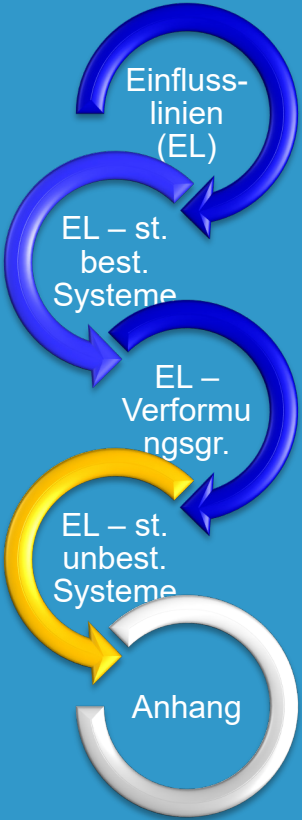 Einfluss-
linien
(EL)
EL – st.
best.
Systeme
EL –
Verformu
ngsgr.
EL – st.
unbest.
Systeme
Anhang